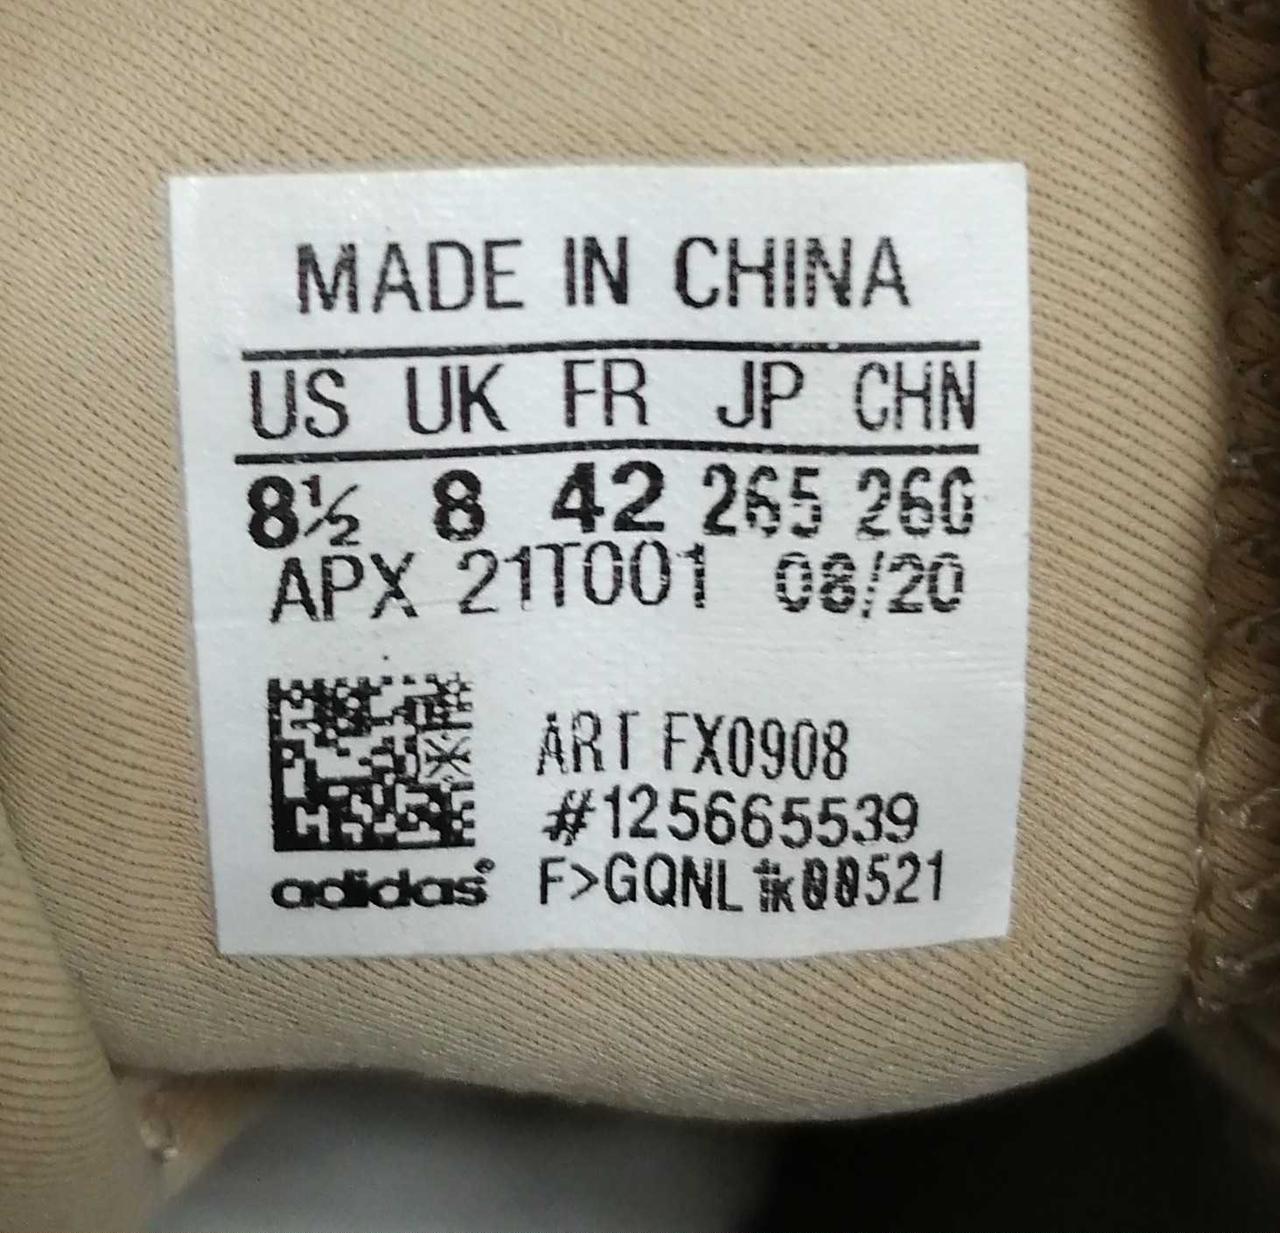 MADE IN CHINA
US UK FR JP CHN
8½ 8 42 265 260
APX 21T001 08/20
ART FX0908
#125665539
adidas® F>GQNL